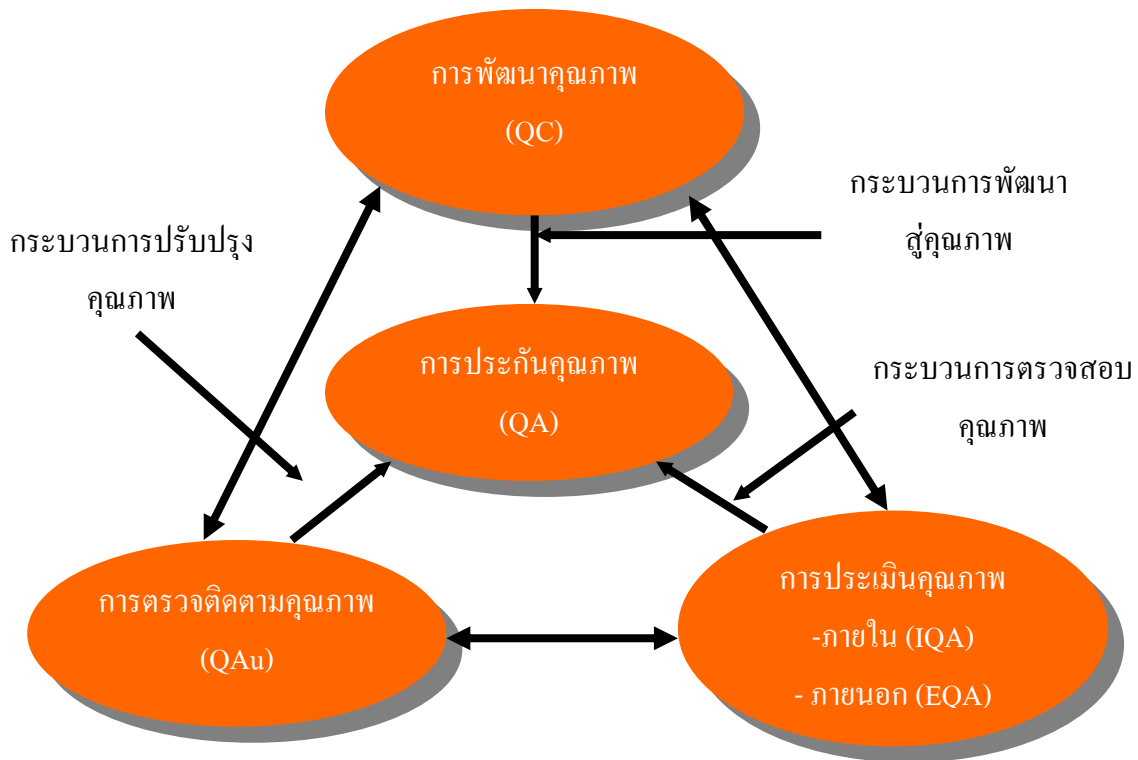 การพัฒนาคุณภาพ
(QC)
กระบวนการพัฒนา
สู่คุณภาพ
กระบวนการปรับปรุง
คุณภาพ
การประกันคุณภาพ
(QA)
กระบวนการตรวจสอบ
คุณภาพ
การตรวจติดตามคุณภาพ
(QAu)
การประเมินคุณภาพ
-ภายใน (IQA)
- ภายนอก (EQA)